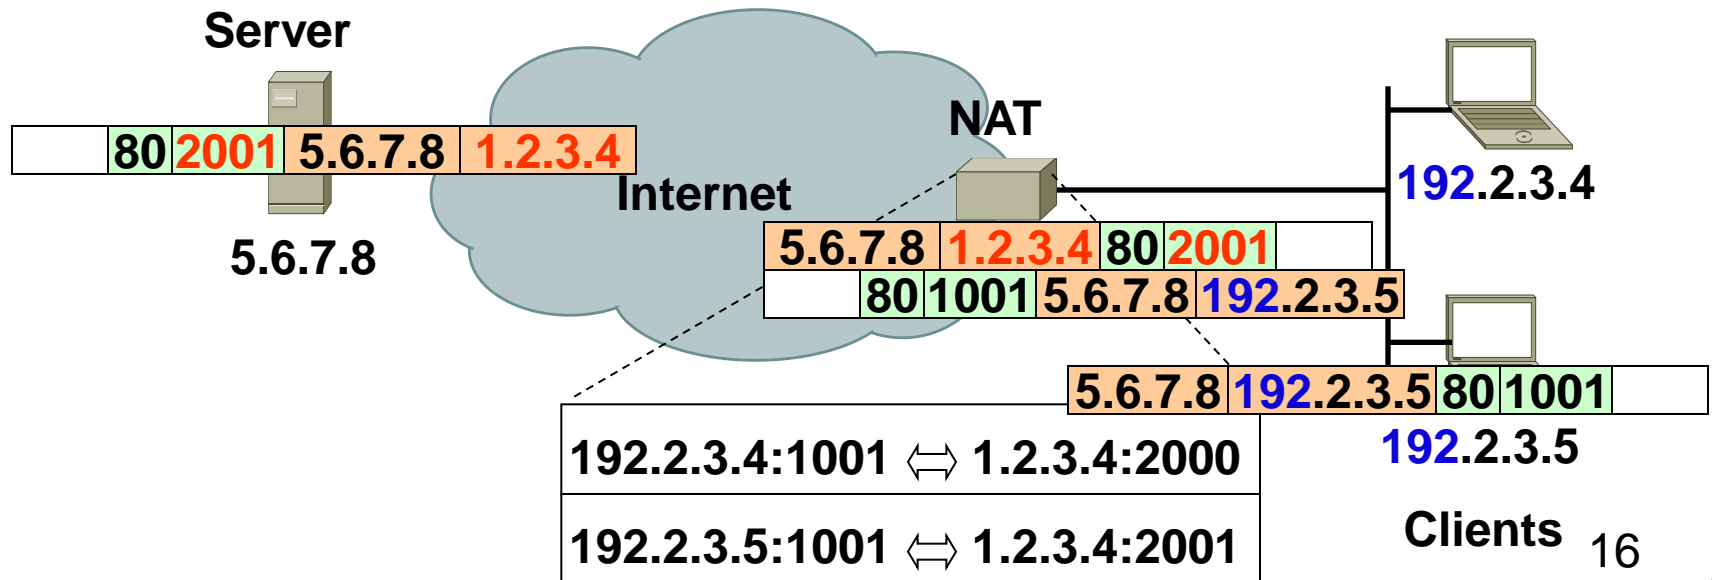 Server
NAT
80 2001 5.6.7.8 1.2.3.4
Internet
192.2.3.4
5.6.7.8
5.6.7.8 1.2.3.4 80 2001
80 1001 5.6.7.8 192.2.3.5
5.6.7.8 192.2.3.5 80 1001
192.2.3.5
192.2.3.4:1001 ⇔ 1.2.3.4:2000
192.2.3.5:1001 ⇔ 1.2.3.4:2001
Clients
16